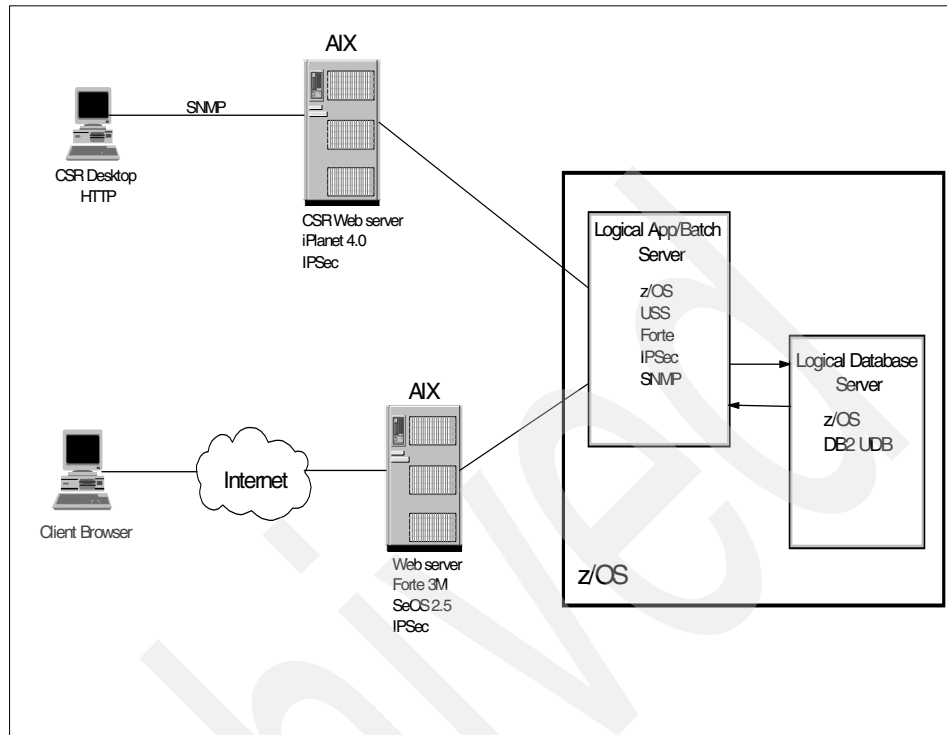 AIX
SNMP
CSR Desktop
HTTP
CSR Web server
iPlanet 4.0
IPSec
Logical App/Batch
Server
z/OS
USS
Forte
IPSec
SNMP
Logical Database
Server
z/OS
DB2 UDB
AIX
Internet
Client Browser
Web server
Forte 3M
SeOS 2.5
IPSec
z/OS
hived